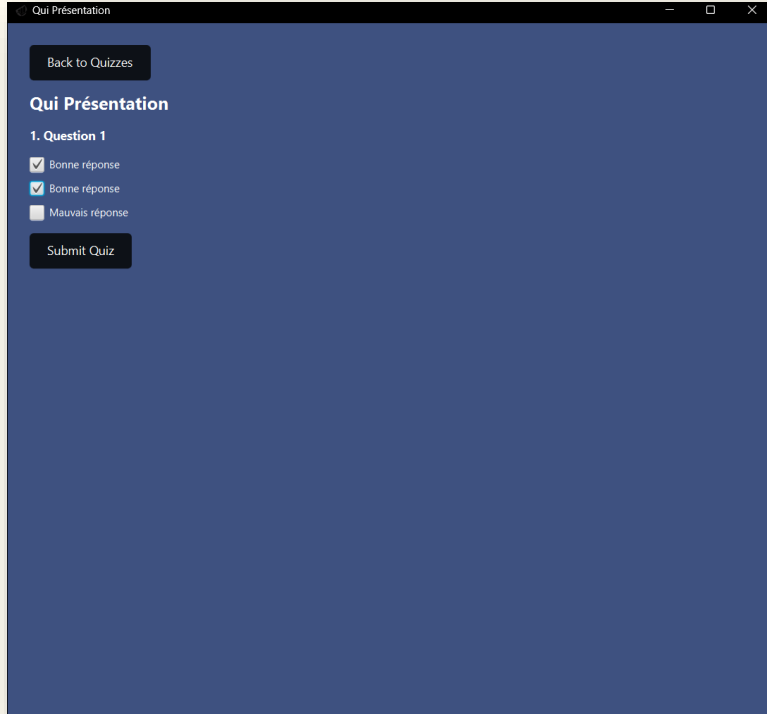 Qui Présentation
Back to Quizzes
Qui Présentation
1. Question 1
Bonne réponse
Bonne réponse
Mauvais réponse
Submit Quiz